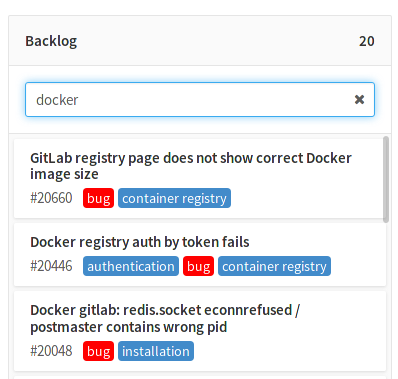 Backlog 20
docker
GitLab registry page does not show correct Docker
image size
#20660 bug container registry
Docker registry auth by token fails
#20446 authentication bug container registry
Docker gitlab: redis.socket econnrefused /
postmaster contains wrong pid
#20048 bug installation